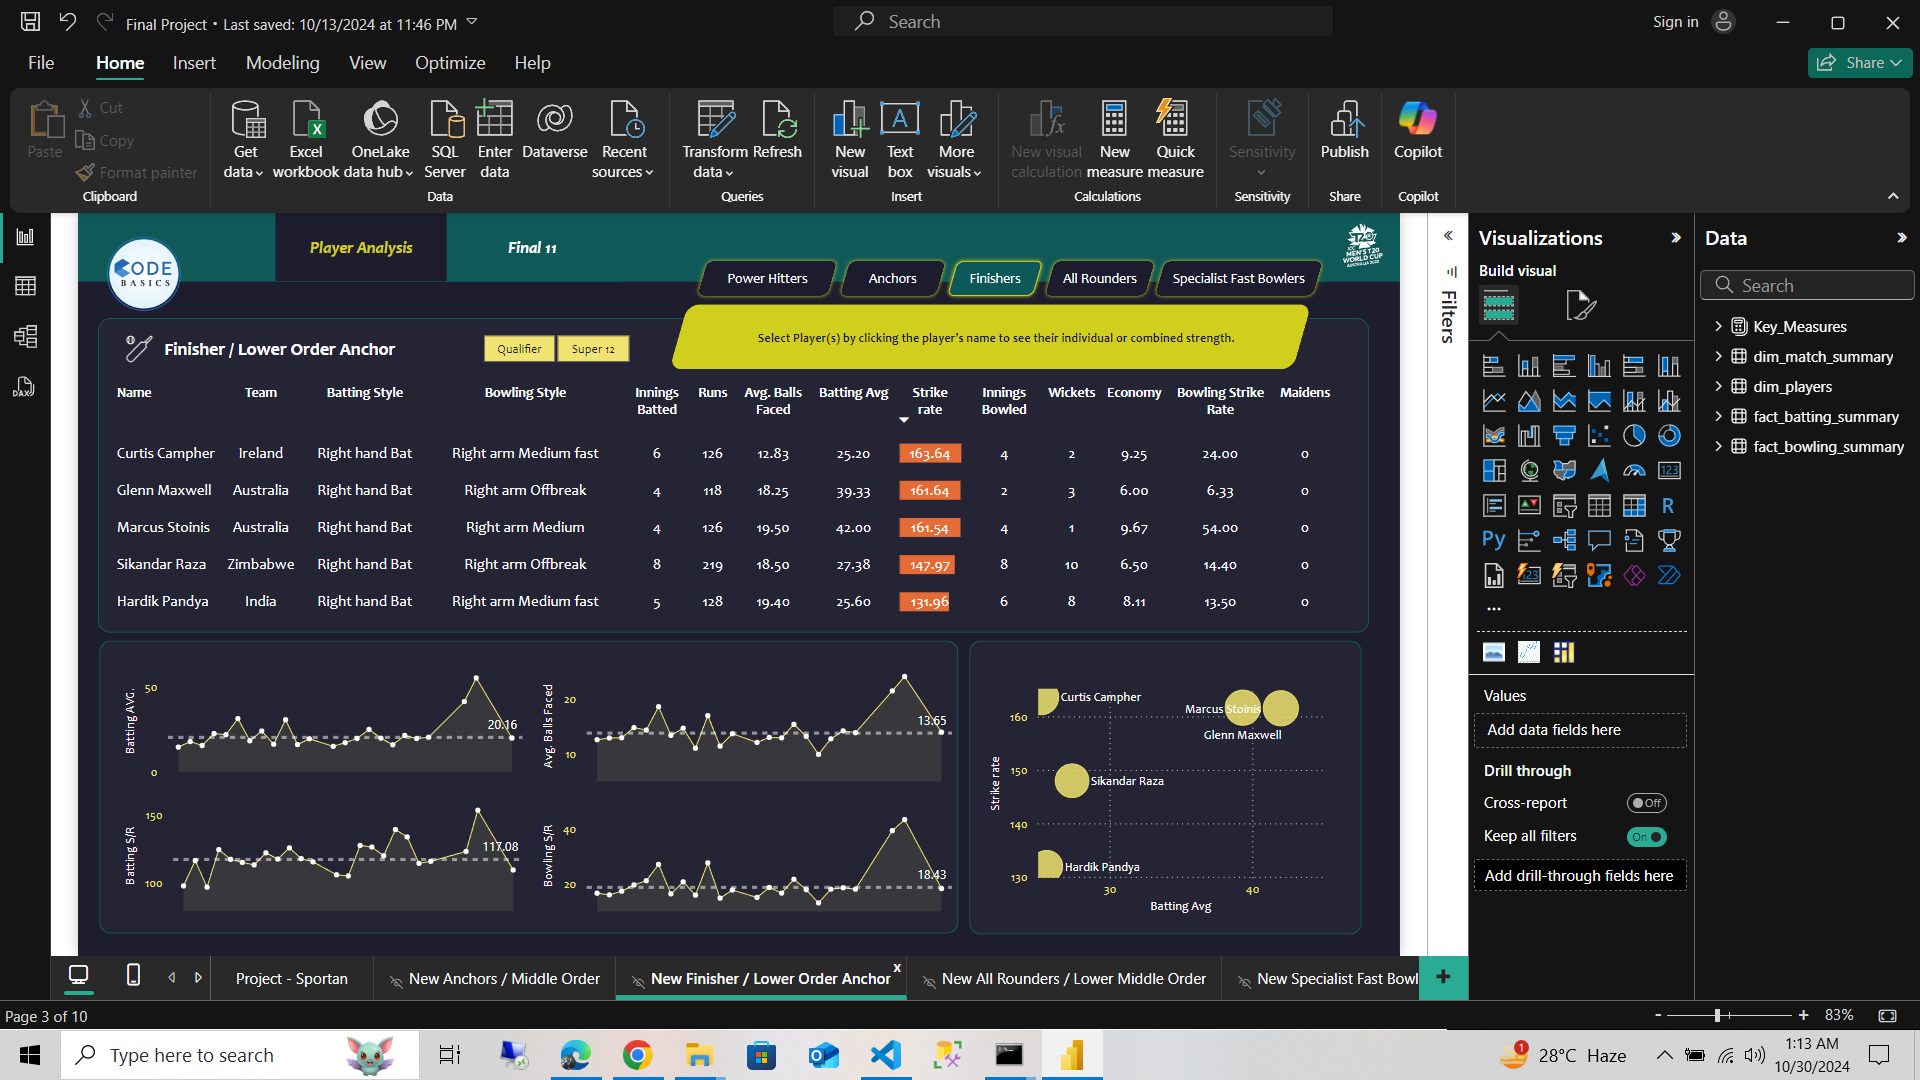 Final Project • Last saved: 10/13/2024 at 11:46 PM
Search
Sign in
File
Home
Insert
Modeling
View
Optimize
Help
Share
Paste
Cut
Copy
Format painter
Clipboard
Get data
Excel workbook
OneLake data hub
SQL Server
Enter data
Dataverse
Recent sources
Data
Transform data
Refresh
Queries
New visual
Text box
More visuals
Insert
New visual calculation
New measure
Quick measure
Calculations
Sensitivity
Sensitivity
Publish
Share
Copilot
Copilot
CODE
BASICS
Player Analysis
Final 11
ICC
T20
MEN'S T20
WORLD CUP
AUSTRALIA 2022
Power Hitters
Anchors
Finishers
All Rounders
Specialist Fast Bowlers
Finisher / Lower Order Anchor
Qualifier
Super 12
Select Player(s) by clicking the player's name to see their individual or combined strength.
Name Team Batting Style Bowling Style Innings Batted Runs Avg. Balls Faced Batting Avg Strike rate Innings Bowled Wickets Economy Bowling Strike Rate Maidens
Curtis Campher Ireland Right hand Bat Right arm Medium fast 6 126 12.83 25.20 163.64 4 2 9.25 24.00 0
Glenn Maxwell Australia Right hand Bat Right arm Offbreak 4 118 18.25 39.33 161.64 2 3 6.00 6.33 0
Marcus Stoinis Australia Right hand Bat Right arm Medium 4 126 19.50 42.00 161.54 4 1 9.67 54.00 0
Sikandar Raza Zimbabwe Right hand Bat Right arm Offbreak 8 219 18.50 27.38 147.97 8 10 6.50 14.40 0
Hardik Pandya India Right hand Bat Right arm Medium fast 5 128 19.40 25.60 131.96 6 8 8.11 13.50 0
Batting AVG.
50
0
20.16
Avg. Balls Faced
20
10
13.65
Batting S/R
150
100
117.08
Bowling S/R
40
20
18.43
Strike rate
160
150
140
130
Curtis Campher
Marcus Stoinis
Glenn Maxwell
Sikandar Raza
Hardik Pandya
30
40
Batting Avg
Filters
Visualizations
Build visual
123
R
Py
123
...
Values
Add data fields here
Drill through
Cross-report
Off
Keep all filters
On
Add drill-through fields here
Data
Search
Key_Measures
dim_match_summary
dim_players
fact_batting_summary
fact_bowling_summary
DAX
Project - Sportan
New Anchors / Middle Order
New Finisher / Lower Order Anchor
x
New All Rounders / Lower Middle Order
New Specialist Fast Bowl
+
Page 3 of 10
- + 83%
Type here to search
1
28°C Haze
1:13 AM
10/30/2024